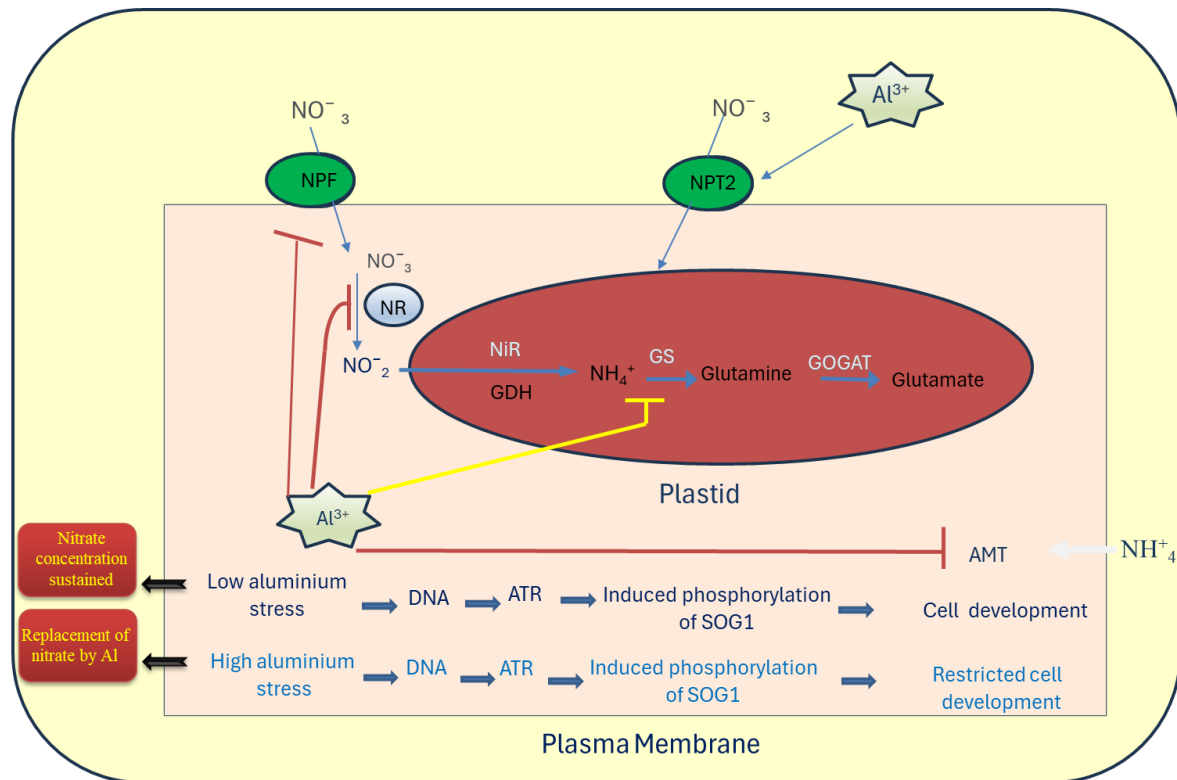 NO⁻₃
NO⁻₃
Al³⁺
NPF
NPT2
NO⁻₃
NR
NO⁻₂
NiR
GDH
NH₄⁺
GS
Glutamine
GOGAT
Glutamate
Plastid
Al³⁺
AMT
NH⁺₄
Nitrate
concentration
sustained
Low aluminium
stress
DNA
ATR
Induced phosphorylation
of SOG1
Cell development
Replacement of
nitrate by Al
High aluminium
stress
DNA
ATR
Induced phosphorylation
of SOG1
Restricted cell
development
Plasma Membrane